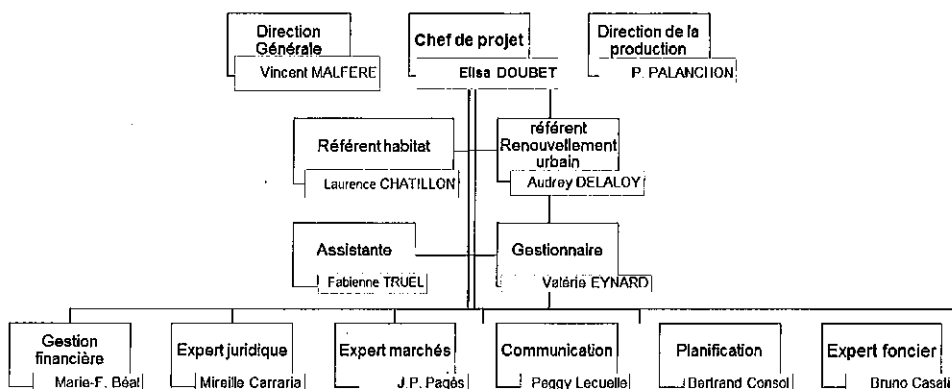 Direction
Générale
Vincent MALFERE
Chef de projet
Elisa DOUBET
Direction de la
production
P. PALANCHON
Référent habitat
Laurence CHATILLON
référent
Renouvellement
urbain
Audrey DELALOY
Assistante
Fabienne TRUEL
Gestionnaire
Valérie EYNARD
Gestion
financière
Marie-F. Béat
Expert juridique
Mireille Carraria
Expert marchés
J.P. Pagés
Communication
Peggy Lecuelle
Planification
Bertrand Consol
Expert foncier
Bruno